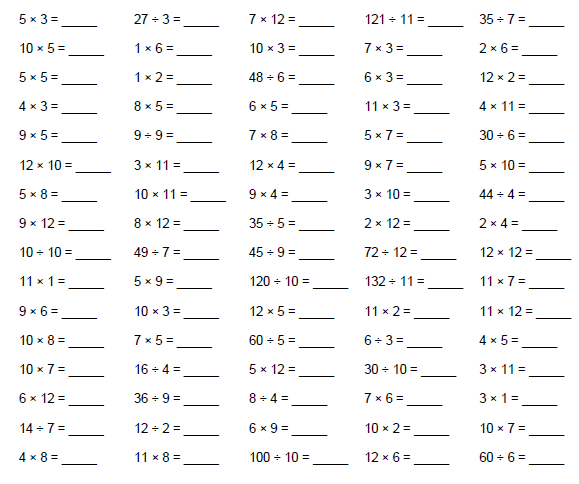 5 × 3 = _____ 27 ÷ 3 = _____ 7 × 12 = _____ 121 ÷ 11 = _____ 35 ÷ 7 = _____
10 × 5 = _____ 1 × 6 = _____ 10 × 3 = _____ 7 × 3 = _____ 2 × 6 = _____
5 × 5 = _____ 1 × 2 = _____ 48 ÷ 6 = _____ 6 × 3 = _____ 12 × 2 = _____
4 × 3 = _____ 8 × 5 = _____ 6 × 5 = _____ 11 × 3 = _____ 4 × 11 = _____
9 × 5 = _____ 9 ÷ 9 = _____ 7 × 8 = _____ 5 × 7 = _____ 30 ÷ 6 = _____
12 × 10 = _____ 3 × 11 = _____ 12 × 4 = _____ 9 × 7 = _____ 5 × 10 = _____
5 × 8 = _____ 10 × 11 = _____ 9 × 4 = _____ 3 × 10 = _____ 44 ÷ 4 = _____
9 × 12 = _____ 8 × 12 = _____ 35 ÷ 5 = _____ 2 × 12 = _____ 2 × 4 = _____
10 ÷ 10 = _____ 49 ÷ 7 = _____ 45 ÷ 9 = _____ 72 ÷ 12 = _____ 12 × 12 = _____
11 × 1 = _____ 5 × 9 = _____ 120 ÷ 10 = _____ 132 ÷ 11 = _____ 11 × 7 = _____
9 × 6 = _____ 10 × 3 = _____ 12 × 5 = _____ 11 × 2 = _____ 11 × 12 = _____
10 × 8 = _____ 7 × 5 = _____ 60 ÷ 5 = _____ 6 ÷ 3 = _____ 4 × 5 = _____
10 × 7 = _____ 16 ÷ 4 = _____ 5 × 12 = _____ 30 ÷ 10 = _____ 3 × 11 = _____
6 × 12 = _____ 36 ÷ 9 = _____ 8 ÷ 4 = _____ 7 × 6 = _____ 3 × 1 = _____
14 ÷ 7 = _____ 12 ÷ 2 = _____ 6 × 9 = _____ 10 × 2 = _____ 10 × 7 = _____
4 × 8 = _____ 11 × 8 = _____ 100 ÷ 10 = _____ 12 × 6 = _____ 60 ÷ 6 = _____